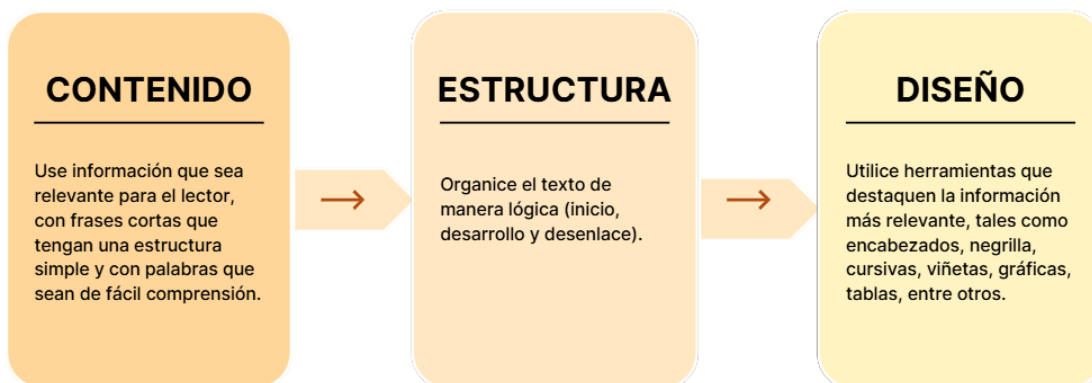 CONTENIDO
Use información que sea
relevante para el lector,
con frases cortas que
tengan una estructura
simple y con palabras que
sean de fácil comprensión.
→
ESTRUCTURA
Organice el texto de
manera lógica (inicio,
desarrollo y desenlace).
→
DISEÑO
Utilice herramientas que
destaquen la información
más relevante, tales como
encabezados, negrilla,
cursivas, viñetas, gráficas,
tablas, entre otros.